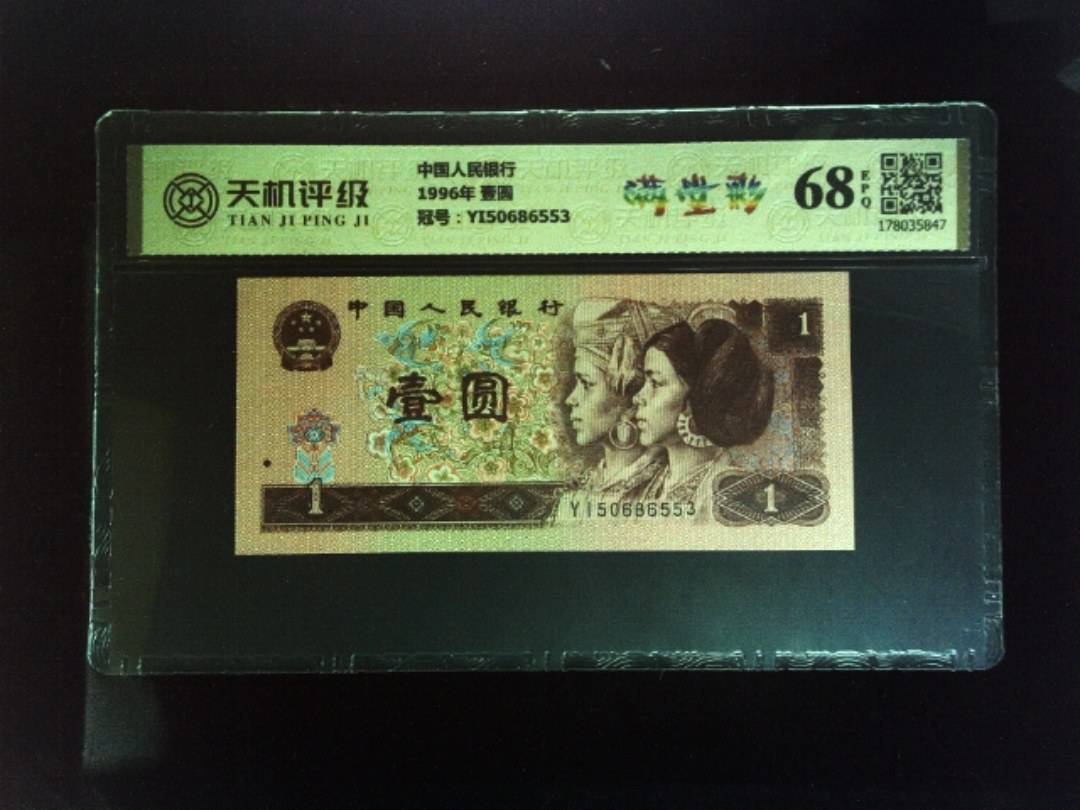 天机评级
TIAN JI PING JI
中国人民银行
1996年 壹圆
冠号：YI50686553
满堂彩
68
EPQ
178035847
中国人民银行
1
壹圆
1
YI50686553
1